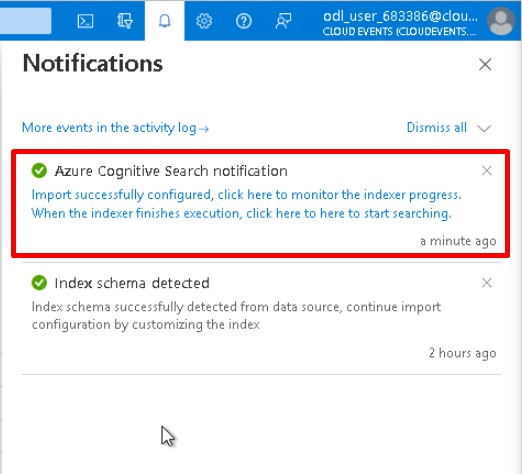 odl_user_683386@clou...
CLOUD EVENTS (CLOUDEVENTS....
Notifications
More events in the activity log→
Dismiss all
Azure Cognitive Search notification
Import successfully configured, click here to monitor the indexer progress.
When the indexer finishes execution, click here to here to start searching.
a minute ago
Index schema detected
Index schema successfully detected from data source, continue import
configuration by customizing the index
2 hours ago